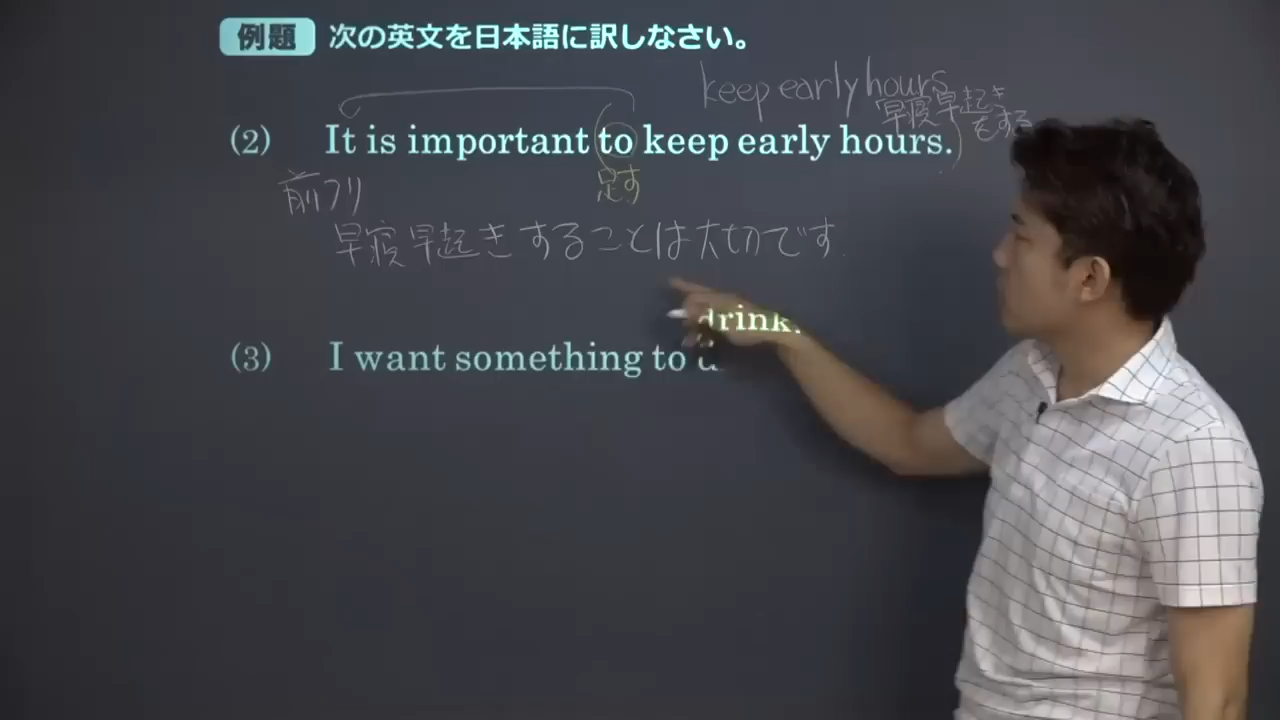 例題 次の英文を日本語に訳しなさい。
keep early hours
早寝早起き
をする
(2) It is important to keep early hours.
前フリ
足す
早寝早起きすることは大切です.
drink.
(3) I want something to d